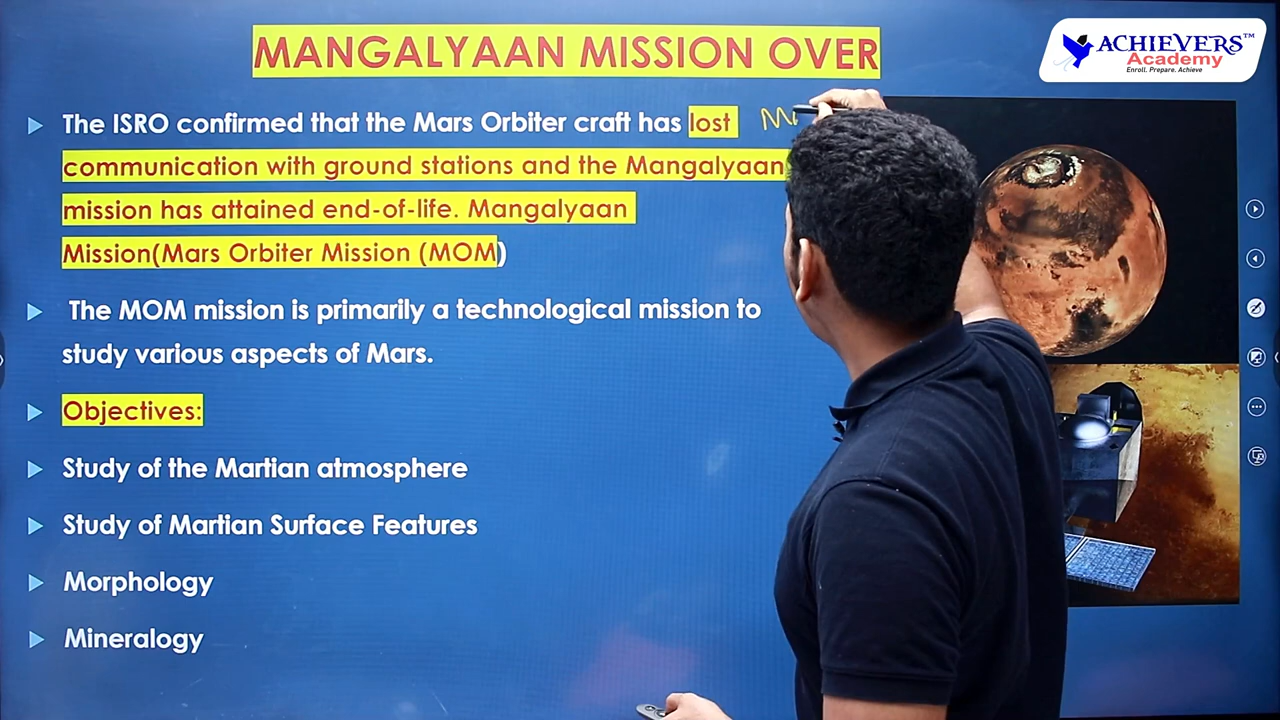 MANGALYAAN MISSION OVER
ACHIEVERS™
Academy
Enroll. Prepare. Achieve
The ISRO confirmed that the Mars Orbiter craft has lost
communication with ground stations and the Mangalyaan
mission has attained end-of-life. Mangalyaan
Mission(Mars Orbiter Mission (MOM)
The MOM mission is primarily a technological mission to
study various aspects of Mars.
Objectives:
Study of the Martian atmosphere
Study of Martian Surface Features
Morphology
Mineralogy